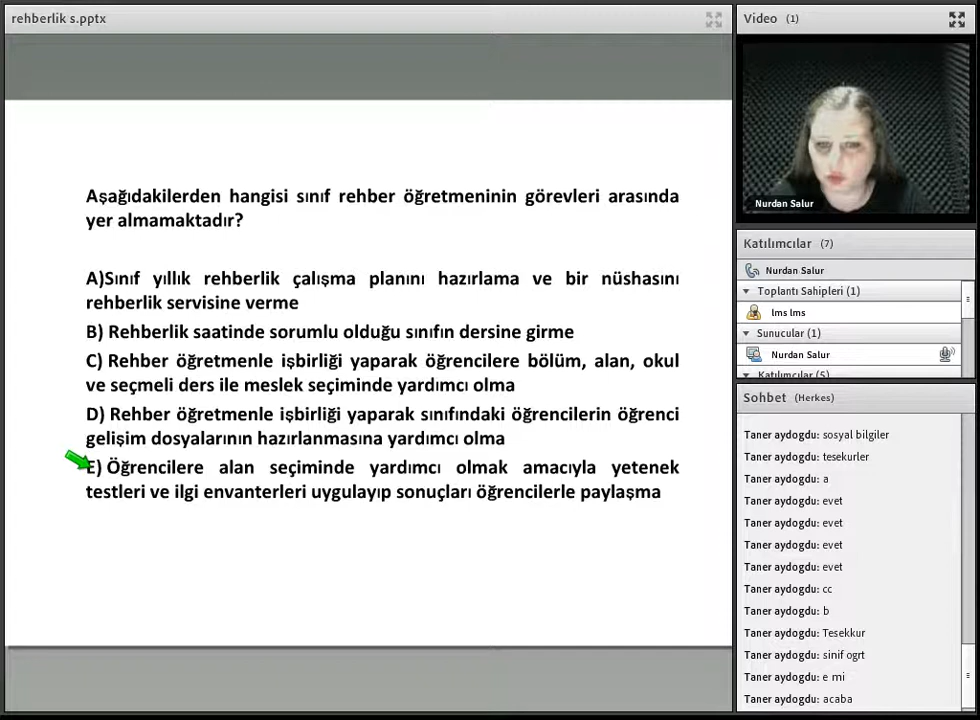 rehberlik s.pptx
Aşağıdakilerden hangisi sınıf rehber öğretmeninin görevleri arasında
yer almamaktadır?
A)Sınıf yıllık rehberlik çalışma planını hazırlama ve bir nüshasını
rehberlik servisine verme
B) Rehberlik saatinde sorumlu olduğu sınıfın dersine girme
C) Rehber öğretmenle işbirliği yaparak öğrencilere bölüm, alan, okul
ve seçmeli ders ile meslek seçiminde yardımcı olma
D) Rehber öğretmenle işbirliği yaparak sınıfındaki öğrencilerin öğrenci
gelişim dosyalarının hazırlanmasına yardımcı olma
E) Öğrencilere alan seçiminde yardımcı olmak amacıyla yetenek
testleri ve ilgi envanterleri uygulayıp sonuçları öğrencilerle paylaşma
Video (1)
Nurdan Salur
Katılımcılar (7)
Nurdan Salur
Toplantı Sahipleri (1)
lms lms
Sunucular (1)
Nurdan Salur
Katılımcı (5)
Sohbet (Herkes)
Taner aydogdu: sosyal bilgiler
Taner aydogdu: tesekurler
Taner aydogdu: a
Taner aydogdu: evet
Taner aydogdu: evet
Taner aydogdu: evet
Taner aydogdu: evet
Taner aydogdu: cc
Taner aydogdu: b
Taner aydogdu: Tesekkur
Taner aydogdu: sinif ogrt
Taner aydogdu: e mi
Taner aydogdu: acaba